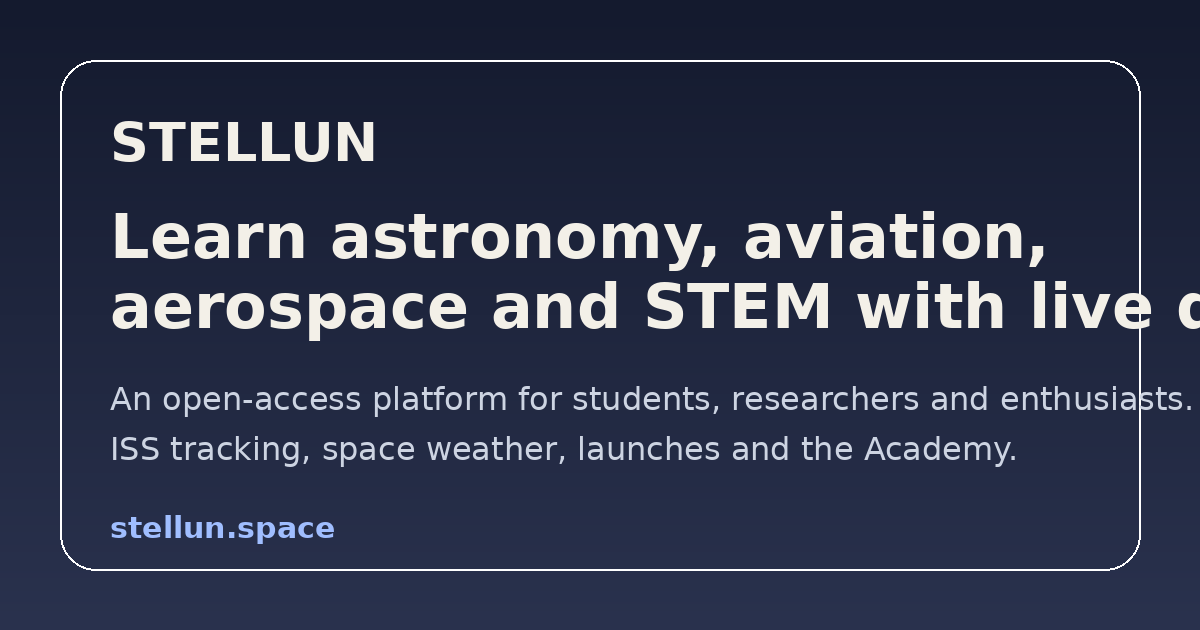 STELLUN
Learn astronomy, aviation,
aerospace and STEM with live
An open-access platform for students, researchers and enthusiasts.
ISS tracking, space weather, launches and the Academy.
stellun.space